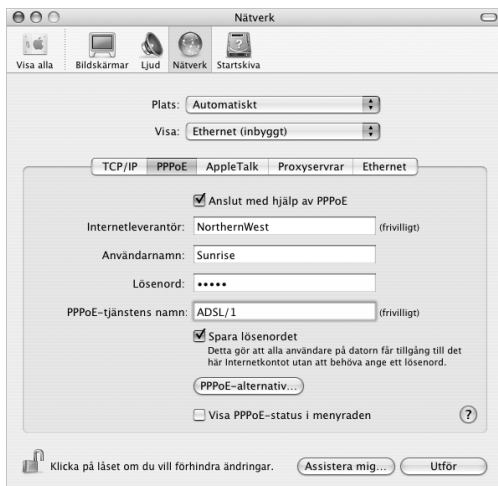 Nätverk
Visa alla Bildskärmar Ljud Nätverk Startskiva
Plats: Automatiskt
Visa: Ethernet (inbyggt)
TCP/IP PPPoE AppleTalk Proxyservrar Ethernet
Anslut med hjälp av PPPoE
Internetleverantör: NorthernWest (frivilligt)
Användarnamn: Sunrise
Lösenord: •••••
PPPoE-tjänstens namn: ADSL/1 (frivilligt)
Spara lösenordet
Detta gör att alla användare på datorn får tillgång till det
här Internetkontot utan att behöva ange ett lösenord.
PPPoE-alternativ...
Visa PPPoE-status i menyraden ?
Klicka på låset om du vill förhindra ändringar. Assistera mig... Utför